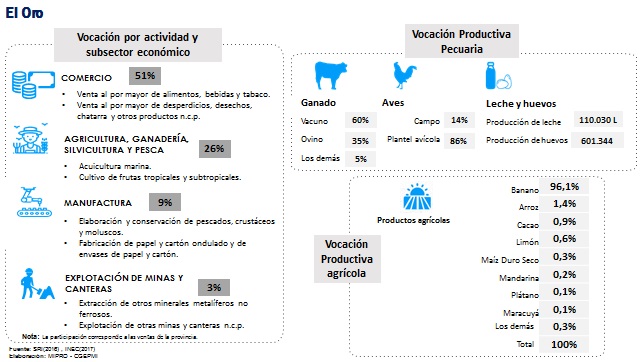 El Oro
Vocación por actividad y
subsector económico
COMERCIO 51%
• Venta al por mayor de alimentos, bebidas y tabaco.
• Venta al por mayor de desperdicios, desechos,
chatarra y otros productos n.c.p.
AGRICULTURA, GANADERÍA,
SILVICULTURA Y PESCA 26%
• Acuicultura marina.
• Cultivo de frutas tropicales y subtropicales.
MANUFACTURA 9%
• Elaboración y conservación de pescados, crustáceos
y moluscos.
• Fabricación de papel y cartón ondulado y de
envases de papel y cartón.
EXPLOTACIÓN DE MINAS Y
CANTERAS 3%
• Extracción de otros minerales metalíferos no
ferrosos.
• Explotación de otras minas y canteras n.c.p.
Nota: La participación corresponde a las ventas de la provincia.
Fuente: SRI(2016) , INEC(2017)
Elaboración: MIPRO - CGEPMI
Vocación Productiva
Pecuaria
Ganado
Vacuno 60%
Ovino 35%
Los demás 5%
Aves
Campo 14%
Plantel avícola 86%
Leche y huevos
Producción de leche 110.030 L
Producción de huevos 601.344
Vocación
Productiva
agrícola
Productos agrícolas
Banano 96,1%
Arroz 1,4%
Cacao 0,9%
Limón 0,6%
Maíz Duro Seco 0,3%
Mandarina 0,2%
Plátano 0,1%
Maracuyá 0,1%
Los demás 0,3%
Total 100%